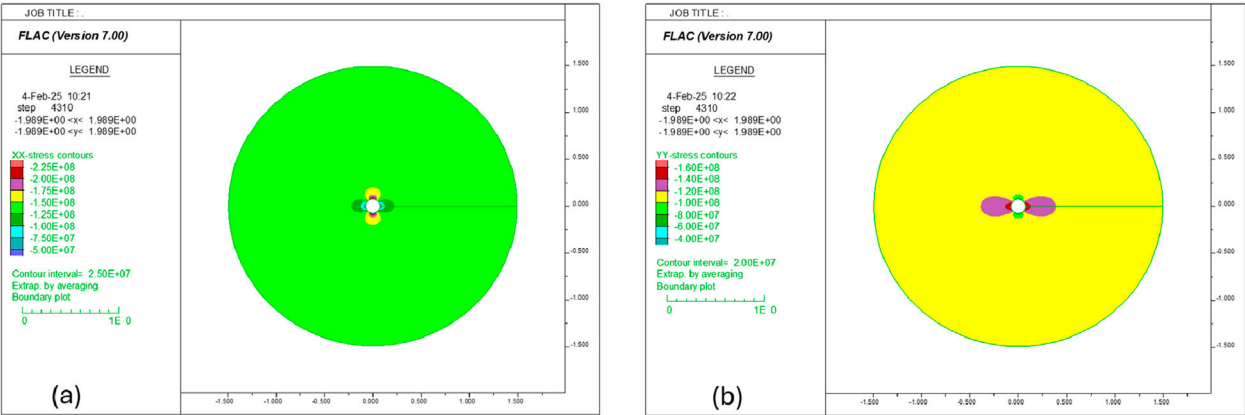 JOB TITLE : .
FLAC (Version 7.00)
LEGEND
4-Feb-25 10:21
step 4310
-1.989E+00 <x< 1.989E+00
-1.989E+00 <y< 1.989E+00
XX-stress contours
-2.25E+08
-2.00E+08
-1.75E+08
-1.50E+08
-1.25E+08
-1.00E+08
-7.50E+07
-5.00E+07
Contour interval= 2.50E+07
Extrap. by averaging
Boundary plot
0 1E 0
(a)
1.500
1.000
0.500
0.000
-0.500
-1.000
-1.500
-1.500 -1.000 -0.500 0.000 0.500 1.000 1.500
JOB TITLE : .
FLAC (Version 7.00)
LEGEND
4-Feb-25 10:22
step 4310
-1.989E+00 <x< 1.989E+00
-1.989E+00 <y< 1.989E+00
YY-stress contours
-1.60E+08
-1.40E+08
-1.20E+08
-1.00E+08
-8.00E+07
-6.00E+07
-4.00E+07
Contour interval= 2.00E+07
Extrap. by averaging
Boundary plot
0 1E 0
(b)
1.500
1.000
0.500
0.000
-0.500
-1.000
-1.500
-1.500 -1.000 -0.500 0.000 0.500 1.000 1.500